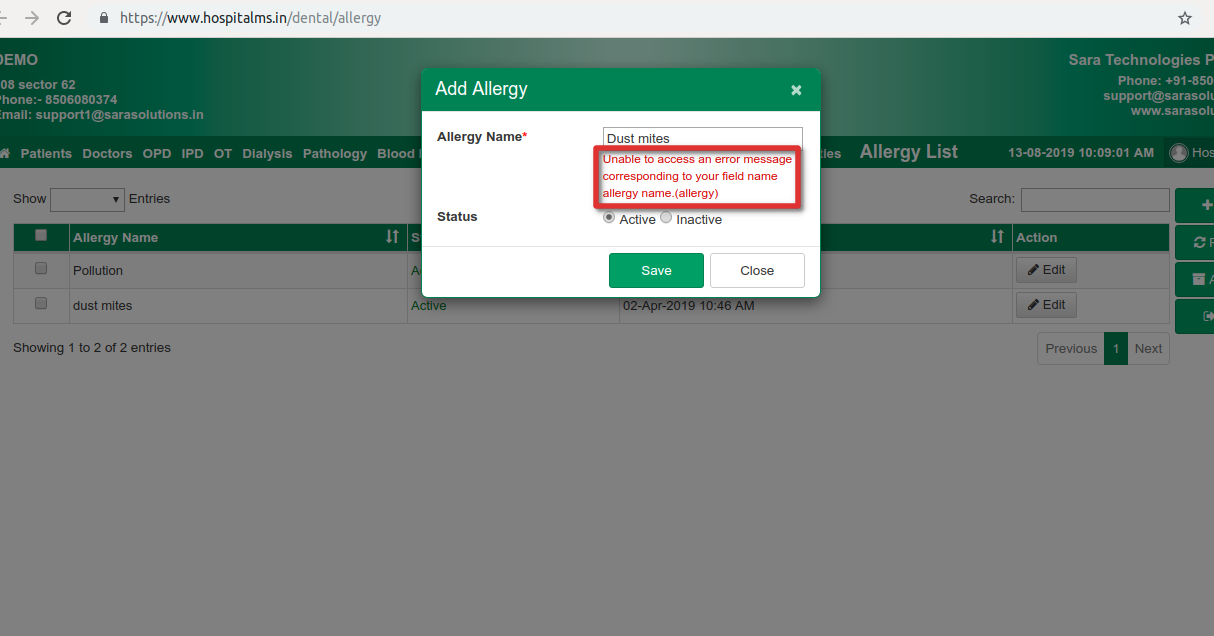 https://www.hospitalms.in/dental/allergy
DEMO
Sara Technologies P
08 sector 62
Phone:- 8506080374
Email: support1@sarasolutions.in
Phone: +91-850
support@sarasolu
www.sarasolu
Patients Doctors OPD IPD OT Dialysis Pathology Blood
Allergy List 13-08-2019 10:09:01 AM Hos
Add Allergy ×
Allergy Name* Dust mites
Unable to access an error message
corresponding to your field name
allergy name.(allergy)
Status Active Inactive
Save Close
Show Entries Search:
Allergy Name S Action
Pollution A Edit
dust mites Active 02-Apr-2019 10:46 AM Edit
Showing 1 to 2 of 2 entries Previous 1 Next